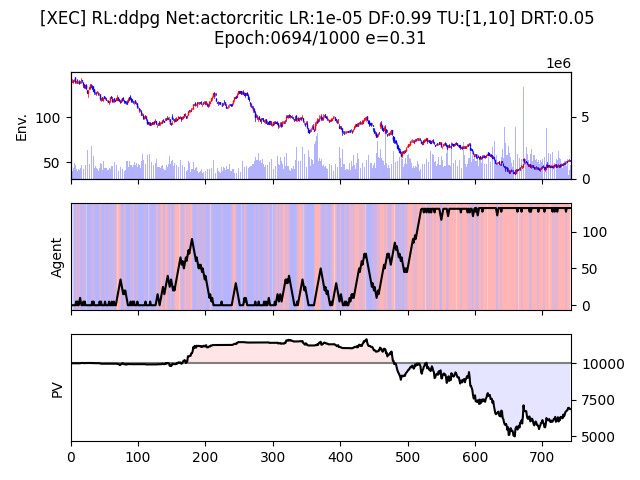 [XEC] RL:ddpg Net:actorcritic LR:1e-05 DF:0.99 TU:[1,10] DRT:0.05
Epoch:0694/1000 e=0.31
1e6
Env.
100
50
5
0
Agent
100
50
0
PV
10000
7500
5000
0 100 200 300 400 500 600 700